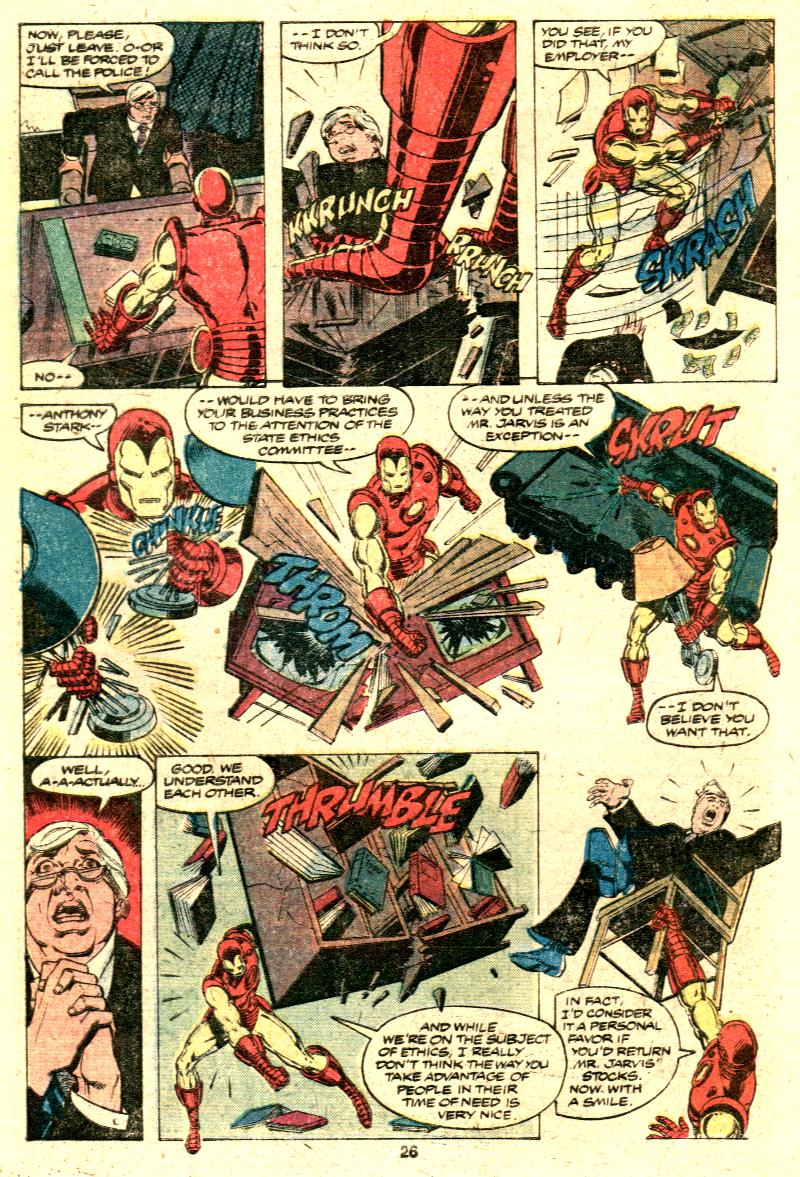 NOW, PLEASE,
JUST LEAVE. O-OR
I'LL BE FORCED TO
CALL THE POLICE!
NO--
--I DON'T
THINK SO.
KKRUNCH
RRUNCH
YOU SEE, IF YOU
DID THAT, MY
EMPLOYER--
SKRASH
--ANTHONY
STARK--
CHINKLE
--WOULD HAVE TO BRING
YOUR BUSINESS PRACTICES
TO THE ATTENTION OF THE
STATE ETHICS
COMMITTEE--
THROM
--AND UNLESS THE
WAY YOU TREATED
MR. JARVIS IS AN
EXCEPTION--
SKRUT
--I DON'T
BELIEVE YOU
WANT THAT.
WELL,
A-A-ACTUALLY...
GOOD. WE
UNDERSTAND
EACH OTHER.
THRUMBLE
AND WHILE
WE'RE ON THE SUBJECT
OF ETHICS, I REALLY
DON'T THINK THE WAY YOU
TAKE ADVANTAGE OF
PEOPLE IN THEIR
TIME OF NEED IS
VERY NICE.
IN FACT,
I'D CONSIDER
IT A PERSONAL
FAVOR IF
YOU'D RETURN
MR. JARVIS'
STOCKS.
NOW. WITH
A SMILE.
26